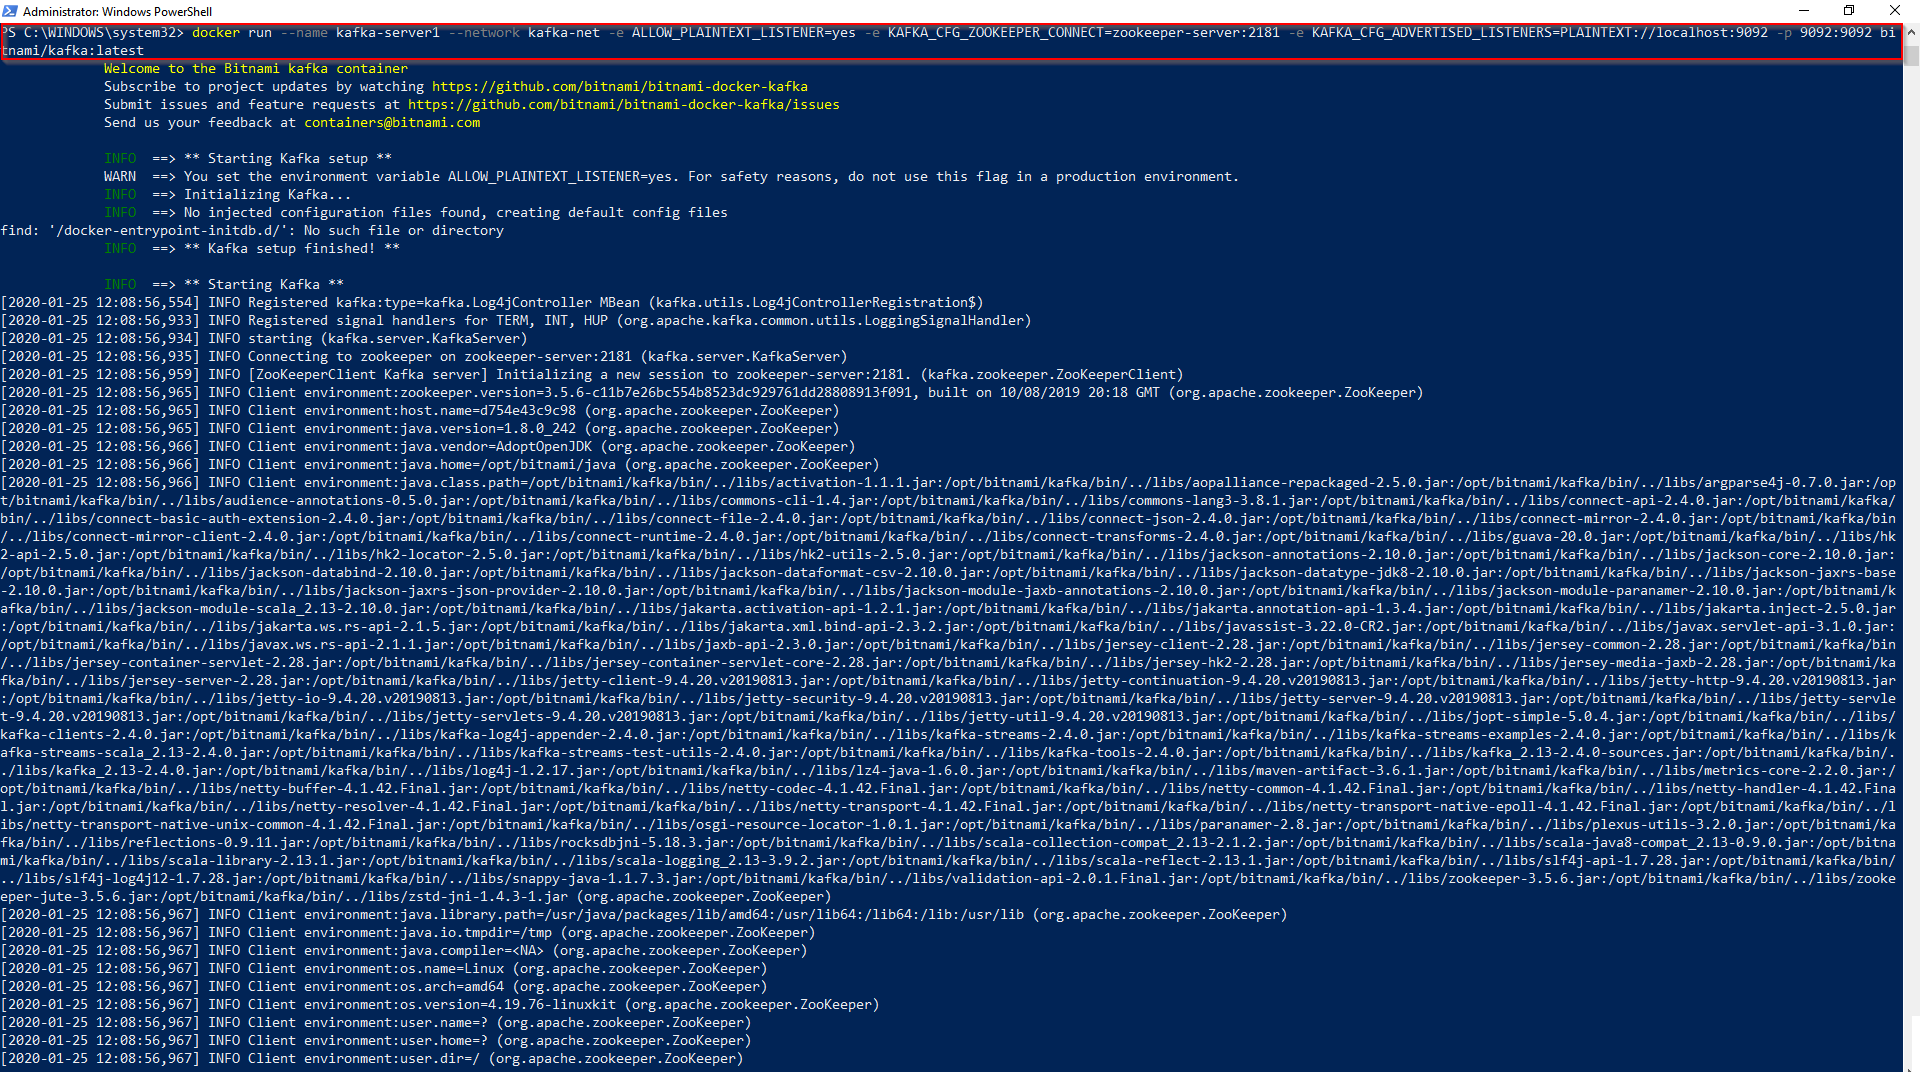 Administrator: Windows PowerShell
PS C:\WINDOWS\system32> docker run --name kafka-server1 --network kafka-net -e ALLOW_PLAINTEXT_LISTENER=yes -e KAFKA_CFG_ZOOKEEPER_CONNECT=zookeeper-server:2181 -e KAFKA_CFG_ADVERTISED_LISTENERS=PLAINTEXT://localhost:9092 -p 9092:9092 bi
tnami/kafka:latest
Welcome to the Bitnami kafka container
Subscribe to project updates by watching https://github.com/bitnami/bitnami-docker-kafka
Submit issues and feature requests at https://github.com/bitnami/bitnami-docker-kafka/issues
Send us your feedback at containers@bitnami.com
INFO ==> ** Starting Kafka setup **
WARN ==> You set the environment variable ALLOW_PLAINTEXT_LISTENER=yes. For safety reasons, do not use this flag in a production environment.
INFO ==> Initializing Kafka...
INFO ==> No injected configuration files found, creating default config files
find: '/docker-entrypoint-initdb.d/': No such file or directory
INFO ==> ** Kafka setup finished! **
INFO ==> ** Starting Kafka **
[2020-01-25 12:08:56,554] INFO Registered kafka:type=kafka.Log4jController MBean (kafka.utils.Log4jControllerRegistration$)
[2020-01-25 12:08:56,933] INFO Registered signal handlers for TERM, INT, HUP (org.apache.kafka.common.utils.LoggingSignalHandler)
[2020-01-25 12:08:56,934] INFO starting (kafka.server.KafkaServer)
[2020-01-25 12:08:56,935] INFO Connecting to zookeeper on zookeeper-server:2181 (kafka.server.KafkaServer)
[2020-01-25 12:08:56,959] INFO [ZooKeeperClient Kafka server] Initializing a new session to zookeeper-server:2181. (kafka.zookeeper.ZooKeeperClient)
[2020-01-25 12:08:56,965] INFO Client environment:zookeeper.version=3.5.6-c11b7e26bc554b8523dc929761dd28808913f091, built on 10/08/2019 20:18 GMT (org.apache.zookeeper.ZooKeeper)
[2020-01-25 12:08:56,965] INFO Client environment:host.name=d754e43c9c98 (org.apache.zookeeper.ZooKeeper)
[2020-01-25 12:08:56,965] INFO Client environment:java.version=1.8.0_242 (org.apache.zookeeper.ZooKeeper)
[2020-01-25 12:08:56,966] INFO Client environment:java.vendor=AdoptOpenJDK (org.apache.zookeeper.ZooKeeper)
[2020-01-25 12:08:56,966] INFO Client environment:java.home=/opt/bitnami/java (org.apache.zookeeper.ZooKeeper)
[2020-01-25 12:08:56,966] INFO Client environment:java.class.path=/opt/bitnami/kafka/bin/../libs/activation-1.1.1.jar:/opt/bitnami/kafka/bin/../libs/aopalliance-repackaged-2.5.0.jar:/opt/bitnami/kafka/bin/../libs/argparse4j-0.7.0.jar:/op
t/bitnami/kafka/bin/../libs/audience-annotations-0.5.0.jar:/opt/bitnami/kafka/bin/../libs/commons-cli-1.4.jar:/opt/bitnami/kafka/bin/../libs/commons-lang3-3.8.1.jar:/opt/bitnami/kafka/bin/../libs/connect-api-2.4.0.jar:/opt/bitnami/kafka/
bin/../libs/connect-basic-auth-extension-2.4.0.jar:/opt/bitnami/kafka/bin/../libs/connect-file-2.4.0.jar:/opt/bitnami/kafka/bin/../libs/connect-json-2.4.0.jar:/opt/bitnami/kafka/bin/../libs/connect-mirror-2.4.0.jar:/opt/bitnami/kafka/bin
/../libs/connect-mirror-client-2.4.0.jar:/opt/bitnami/kafka/bin/../libs/connect-runtime-2.4.0.jar:/opt/bitnami/kafka/bin/../libs/connect-transforms-2.4.0.jar:/opt/bitnami/kafka/bin/../libs/guava-20.0.jar:/opt/bitnami/kafka/bin/../libs/hk
2-api-2.5.0.jar:/opt/bitnami/kafka/bin/../libs/hk2-locator-2.5.0.jar:/opt/bitnami/kafka/bin/../libs/hk2-utils-2.5.0.jar:/opt/bitnami/kafka/bin/../libs/jackson-annotations-2.10.0.jar:/opt/bitnami/kafka/bin/../libs/jackson-core-2.10.0.jar:
/opt/bitnami/kafka/bin/../libs/jackson-databind-2.10.0.jar:/opt/bitnami/kafka/bin/../libs/jackson-dataformat-csv-2.10.0.jar:/opt/bitnami/kafka/bin/../libs/jackson-datatype-jdk8-2.10.0.jar:/opt/bitnami/kafka/bin/../libs/jackson-jaxrs-base
-2.10.0.jar:/opt/bitnami/kafka/bin/../libs/jackson-jaxrs-json-provider-2.10.0.jar:/opt/bitnami/kafka/bin/../libs/jackson-module-jaxb-annotations-2.10.0.jar:/opt/bitnami/kafka/bin/../libs/jackson-module-paranamer-2.10.0.jar:/opt/bitnami/k
afka/bin/../libs/jackson-module-scala_2.13-2.10.0.jar:/opt/bitnami/kafka/bin/../libs/jakarta.activation-api-1.2.1.jar:/opt/bitnami/kafka/bin/../libs/jakarta.annotation-api-1.3.4.jar:/opt/bitnami/kafka/bin/../libs/jakarta.inject-2.5.0.jar
:/opt/bitnami/kafka/bin/../libs/jakarta.ws.rs-api-2.1.5.jar:/opt/bitnami/kafka/bin/../libs/jakarta.xml.bind-api-2.3.2.jar:/opt/bitnami/kafka/bin/../libs/javassist-3.22.0-CR2.jar:/opt/bitnami/kafka/bin/../libs/javax.servlet-api-3.1.0.jar:
/opt/bitnami/kafka/bin/../libs/javax.ws.rs-api-2.1.1.jar:/opt/bitnami/kafka/bin/../libs/jaxb-api-2.3.0.jar:/opt/bitnami/kafka/bin/../libs/jersey-client-2.28.jar:/opt/bitnami/kafka/bin/../libs/jersey-common-2.28.jar:/opt/bitnami/kafka/bin
/../libs/jersey-container-servlet-2.28.jar:/opt/bitnami/kafka/bin/../libs/jersey-container-servlet-core-2.28.jar:/opt/bitnami/kafka/bin/../libs/jersey-hk2-2.28.jar:/opt/bitnami/kafka/bin/../libs/jersey-media-jaxb-2.28.jar:/opt/bitnami/ka
fka/bin/../libs/jersey-server-2.28.jar:/opt/bitnami/kafka/bin/../libs/jetty-client-9.4.20.v20190813.jar:/opt/bitnami/kafka/bin/../libs/jetty-continuation-9.4.20.v20190813.jar:/opt/bitnami/kafka/bin/../libs/jetty-http-9.4.20.v20190813.jar
:/opt/bitnami/kafka/bin/../libs/jetty-io-9.4.20.v20190813.jar:/opt/bitnami/kafka/bin/../libs/jetty-security-9.4.20.v20190813.jar:/opt/bitnami/kafka/bin/../libs/jetty-server-9.4.20.v20190813.jar:/opt/bitnami/kafka/bin/../libs/jetty-servle
t-9.4.20.v20190813.jar:/opt/bitnami/kafka/bin/../libs/jetty-servlets-9.4.20.v20190813.jar:/opt/bitnami/kafka/bin/../libs/jetty-util-9.4.20.v20190813.jar:/opt/bitnami/kafka/bin/../libs/jopt-simple-5.0.4.jar:/opt/bitnami/kafka/bin/../libs/
kafka-clients-2.4.0.jar:/opt/bitnami/kafka/bin/../libs/kafka-log4j-appender-2.4.0.jar:/opt/bitnami/kafka/bin/../libs/kafka-streams-2.4.0.jar:/opt/bitnami/kafka/bin/../libs/kafka-streams-examples-2.4.0.jar:/opt/bitnami/kafka/bin/../libs/k
afka-streams-scala_2.13-2.4.0.jar:/opt/bitnami/kafka/bin/../libs/kafka-streams-test-utils-2.4.0.jar:/opt/bitnami/kafka/bin/../libs/kafka-tools-2.4.0.jar:/opt/bitnami/kafka/bin/../libs/kafka_2.13-2.4.0-sources.jar:/opt/bitnami/kafka/bin/.
./libs/kafka_2.13-2.4.0.jar:/opt/bitnami/kafka/bin/../libs/log4j-1.2.17.jar:/opt/bitnami/kafka/bin/../libs/lz4-java-1.6.0.jar:/opt/bitnami/kafka/bin/../libs/maven-artifact-3.6.1.jar:/opt/bitnami/kafka/bin/../libs/metrics-core-2.2.0.jar:/
opt/bitnami/kafka/bin/../libs/netty-buffer-4.1.42.Final.jar:/opt/bitnami/kafka/bin/../libs/netty-codec-4.1.42.Final.jar:/opt/bitnami/kafka/bin/../libs/netty-common-4.1.42.Final.jar:/opt/bitnami/kafka/bin/../libs/netty-handler-4.1.42.Fina
l.jar:/opt/bitnami/kafka/bin/../libs/netty-resolver-4.1.42.Final.jar:/opt/bitnami/kafka/bin/../libs/netty-transport-4.1.42.Final.jar:/opt/bitnami/kafka/bin/../libs/netty-transport-native-epoll-4.1.42.Final.jar:/opt/bitnami/kafka/bin/../l
ibs/netty-transport-native-unix-common-4.1.42.Final.jar:/opt/bitnami/kafka/bin/../libs/osgi-resource-locator-1.0.1.jar:/opt/bitnami/kafka/bin/../libs/paranamer-2.8.jar:/opt/bitnami/kafka/bin/../libs/plexus-utils-3.2.0.jar:/opt/bitnami/ka
fka/bin/../libs/reflections-0.9.11.jar:/opt/bitnami/kafka/bin/../libs/rocksdbjni-5.18.3.jar:/opt/bitnami/kafka/bin/../libs/scala-collection-compat_2.13-2.1.2.jar:/opt/bitnami/kafka/bin/../libs/scala-java8-compat_2.13-0.9.0.jar:/opt/bitna
mi/kafka/bin/../libs/scala-library-2.13.1.jar:/opt/bitnami/kafka/bin/../libs/scala-logging_2.13-3.9.2.jar:/opt/bitnami/kafka/bin/../libs/scala-reflect-2.13.1.jar:/opt/bitnami/kafka/bin/../libs/slf4j-api-1.7.28.jar:/opt/bitnami/kafka/bin/
../libs/slf4j-log4j12-1.7.28.jar:/opt/bitnami/kafka/bin/../libs/snappy-java-1.1.7.3.jar:/opt/bitnami/kafka/bin/../libs/validation-api-2.0.1.Final.jar:/opt/bitnami/kafka/bin/../libs/zookeeper-3.5.6.jar:/opt/bitnami/kafka/bin/../libs/zooke
eper-jute-3.5.6.jar:/opt/bitnami/kafka/bin/../libs/zstd-jni-1.4.3-1.jar (org.apache.zookeeper.ZooKeeper)
[2020-01-25 12:08:56,967] INFO Client environment:java.library.path=/usr/java/packages/lib/amd64:/usr/lib64:/lib64:/lib:/usr/lib (org.apache.zookeeper.ZooKeeper)
[2020-01-25 12:08:56,967] INFO Client environment:java.io.tmpdir=/tmp (org.apache.zookeeper.ZooKeeper)
[2020-01-25 12:08:56,967] INFO Client environment:java.compiler=<NA> (org.apache.zookeeper.ZooKeeper)
[2020-01-25 12:08:56,967] INFO Client environment:os.name=Linux (org.apache.zookeeper.ZooKeeper)
[2020-01-25 12:08:56,967] INFO Client environment:os.arch=amd64 (org.apache.zookeeper.ZooKeeper)
[2020-01-25 12:08:56,967] INFO Client environment:os.version=4.19.76-linuxkit (org.apache.zookeeper.ZooKeeper)
[2020-01-25 12:08:56,967] INFO Client environment:user.name=? (org.apache.zookeeper.ZooKeeper)
[2020-01-25 12:08:56,967] INFO Client environment:user.home=? (org.apache.zookeeper.ZooKeeper)
[2020-01-25 12:08:56,967] INFO Client environment:user.dir=/ (org.apache.zookeeper.ZooKeeper)